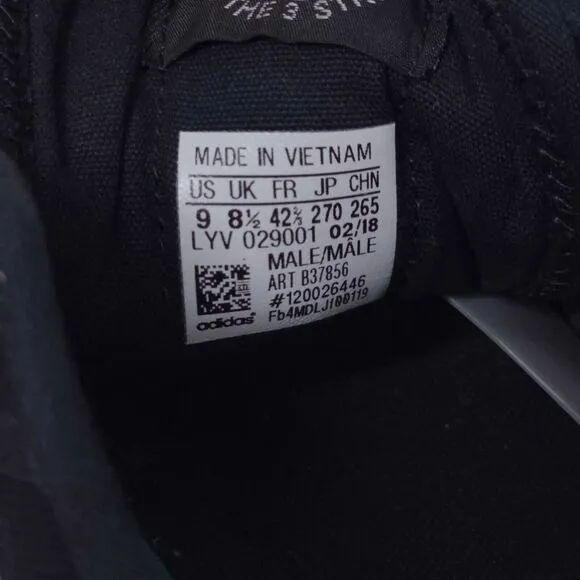 THE 3 STR
MADE IN VIETNAM
US UK FR JP CHN
9 8½ 42⅔ 270 265
LYV 029001 02/18
MALE/MÂLE
ART B37856
#120026446
Fb4MDLJI00119
adidas